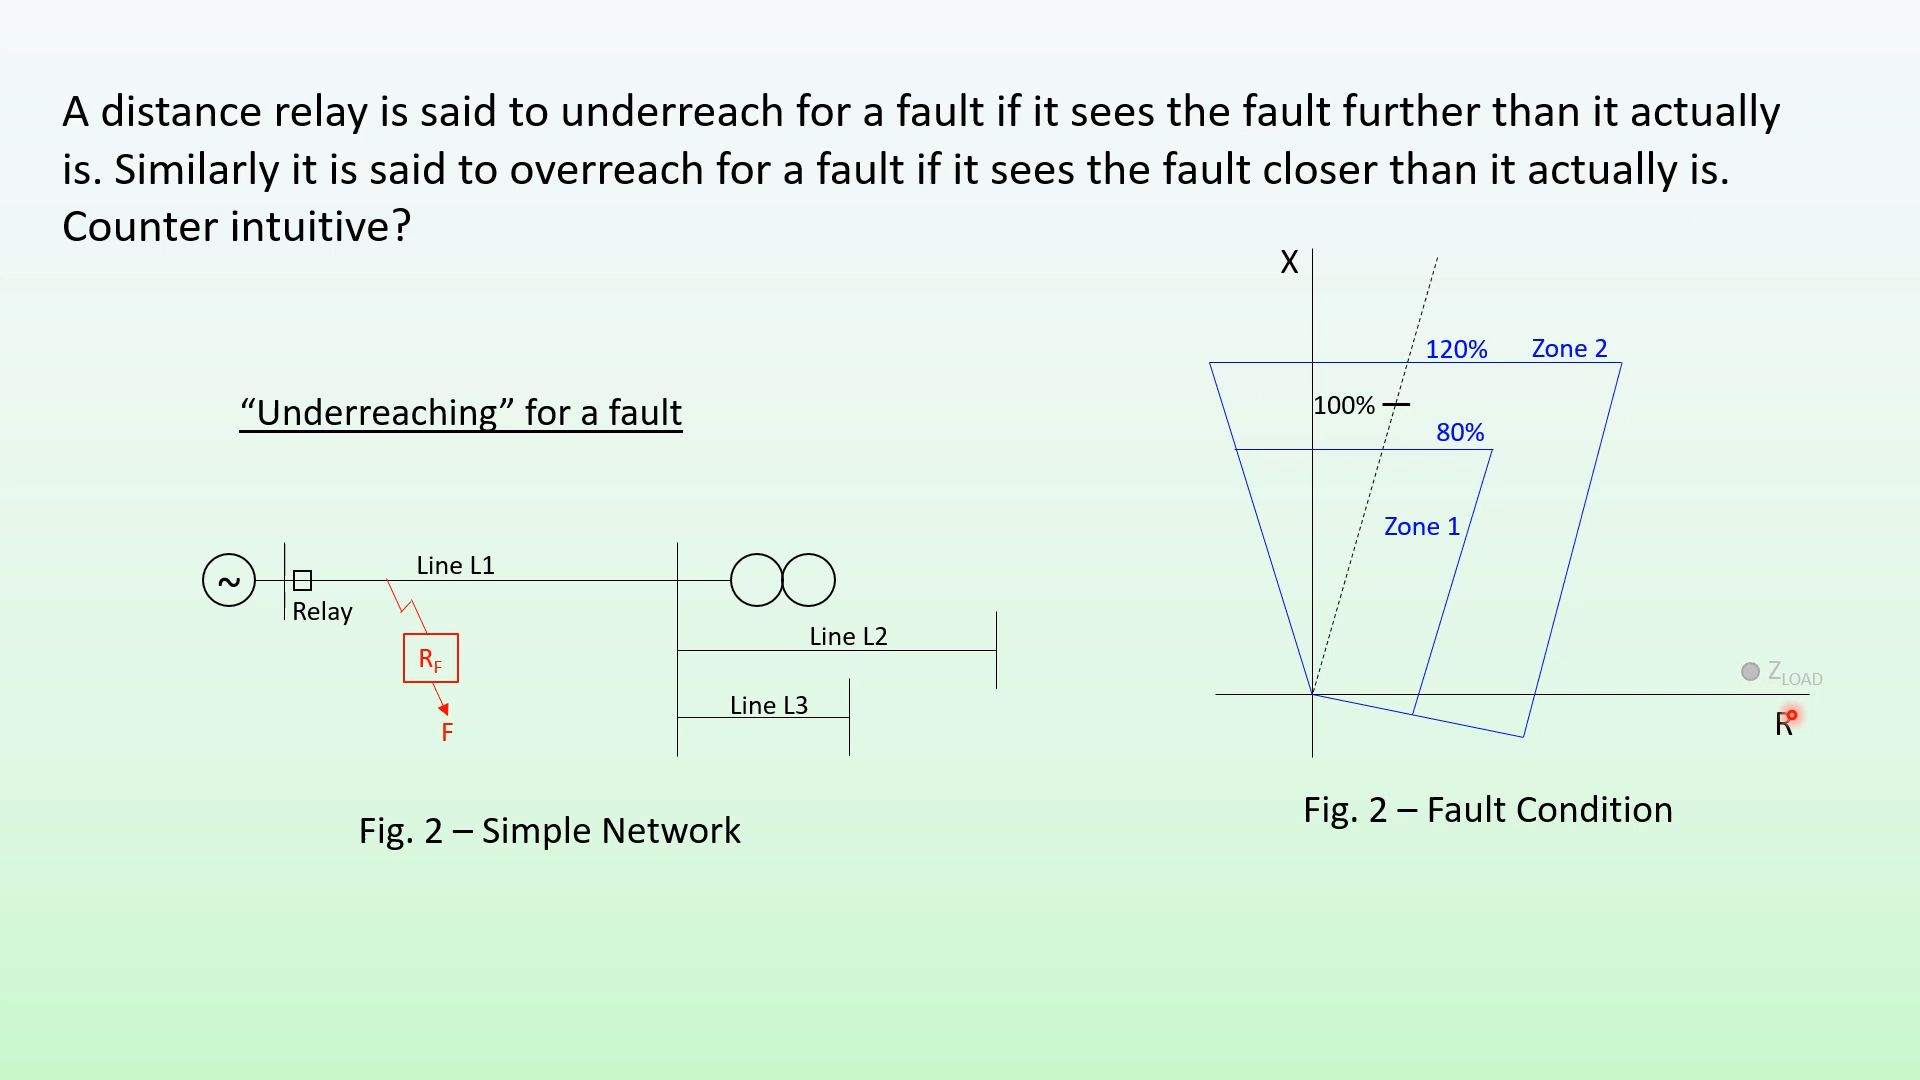 A distance relay is said to underreach for a fault if it sees the fault further than it actually
is. Similarly it is said to overreach for a fault if it sees the fault closer than it actually is.
Counter intuitive?
“Underreaching” for a fault
~
Relay
Line L1
RF
F
Line L2
Line L3
Fig. 2 – Simple Network
X
120%
Zone 2
100%
80%
Zone 1
ZLOAD
R
Fig. 2 – Fault Condition